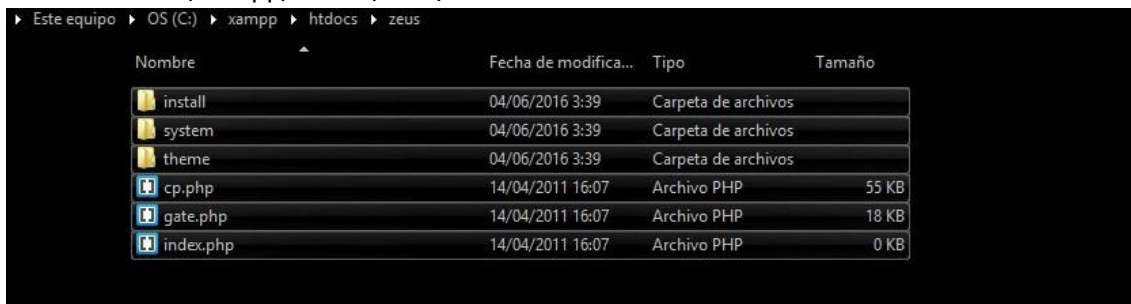 Este equipo ▸ OS (C:) ▸ xampp ▸ htdocs ▸ zeus
Nombre Fecha de modifica... Tipo Tamaño
install 04/06/2016 3:39 Carpeta de archivos
system 04/06/2016 3:39 Carpeta de archivos
theme 04/06/2016 3:39 Carpeta de archivos
cp.php 14/04/2011 16:07 Archivo PHP 55 KB
gate.php 14/04/2011 16:07 Archivo PHP 18 KB
index.php 14/04/2011 16:07 Archivo PHP 0 KB